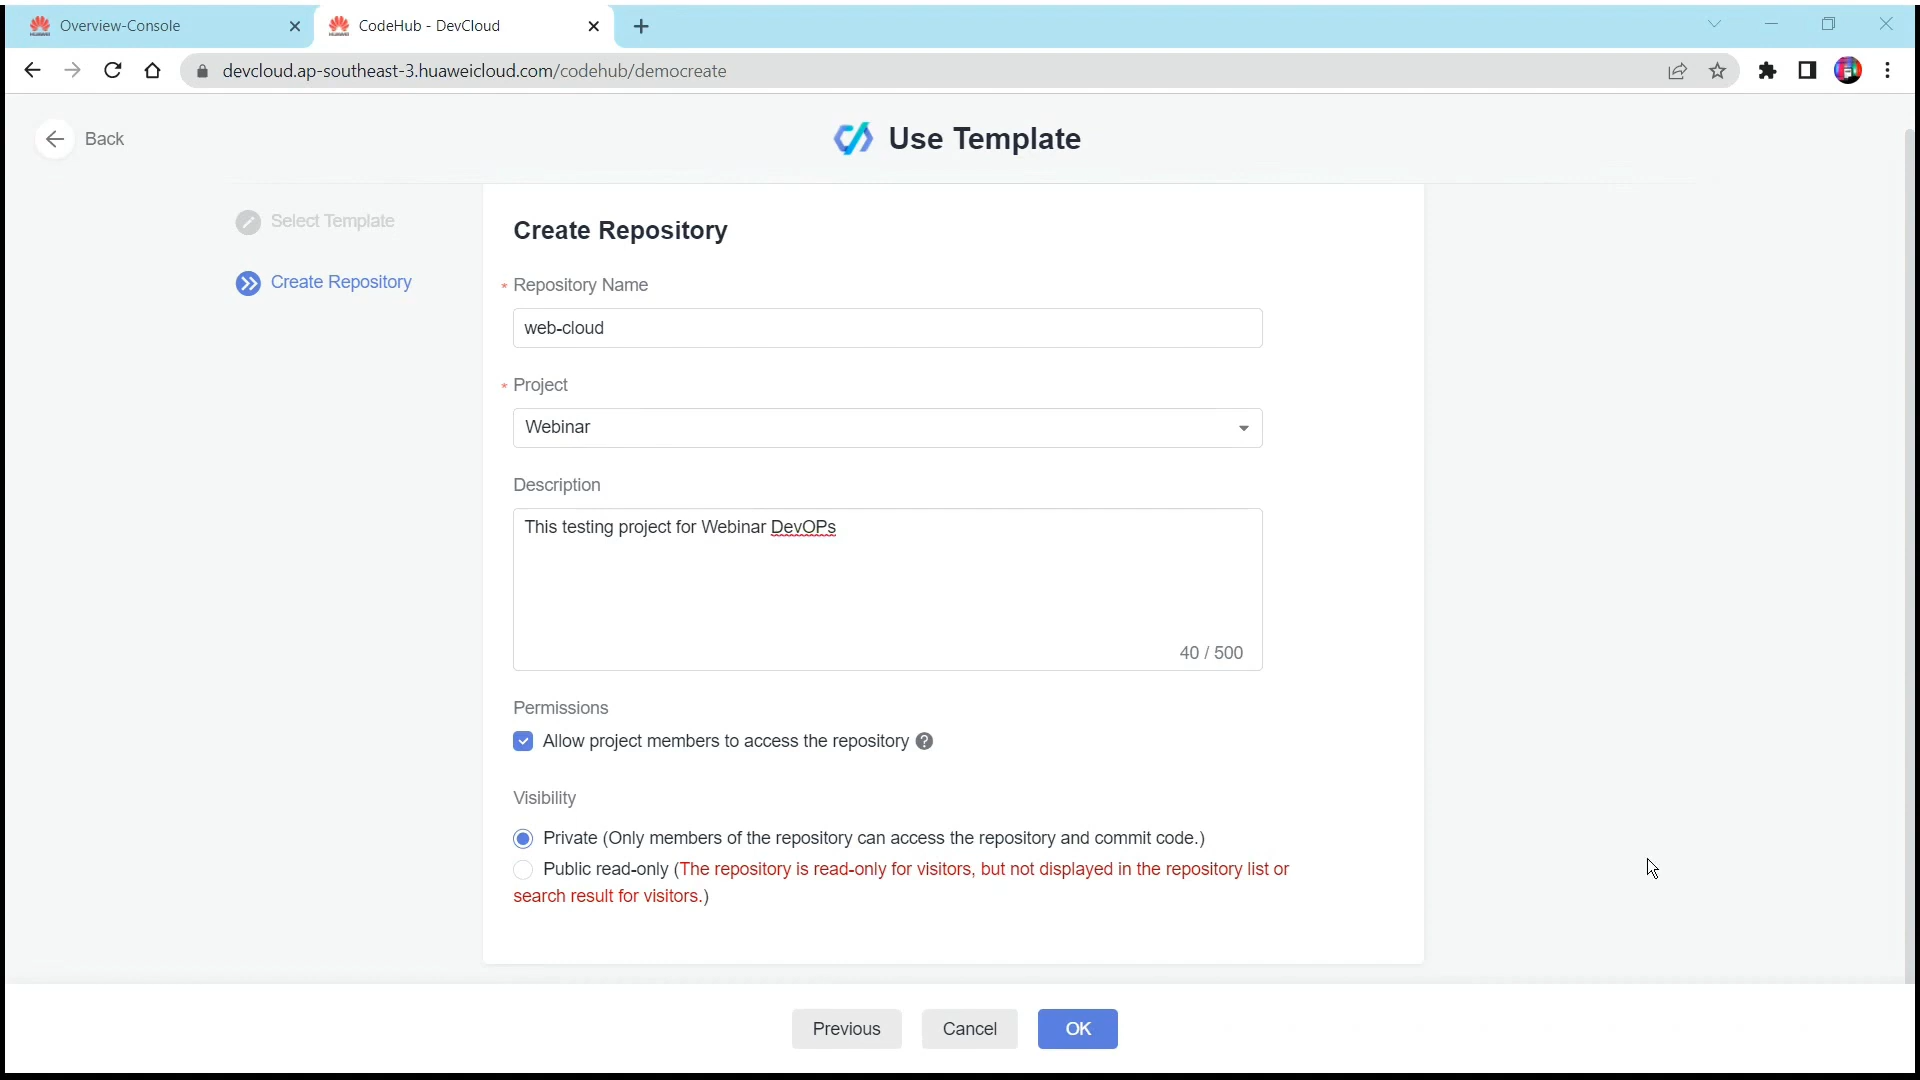 Overview-Console
CodeHub - DevCloud
devcloud.ap-southeast-3.huaweicloud.com/codehub/democreate
Back
Use Template
Select Template
Create Repository
Create Repository
* Repository Name
web-cloud
* Project
Webinar
Description
This testing project for Webinar DevOPs
40 / 500
Permissions
Allow project members to access the repository ?
Visibility
Private (Only members of the repository can access the repository and commit code.)
Public read-only (The repository is read-only for visitors, but not displayed in the repository list or
search result for visitors.)
Previous
Cancel
OK